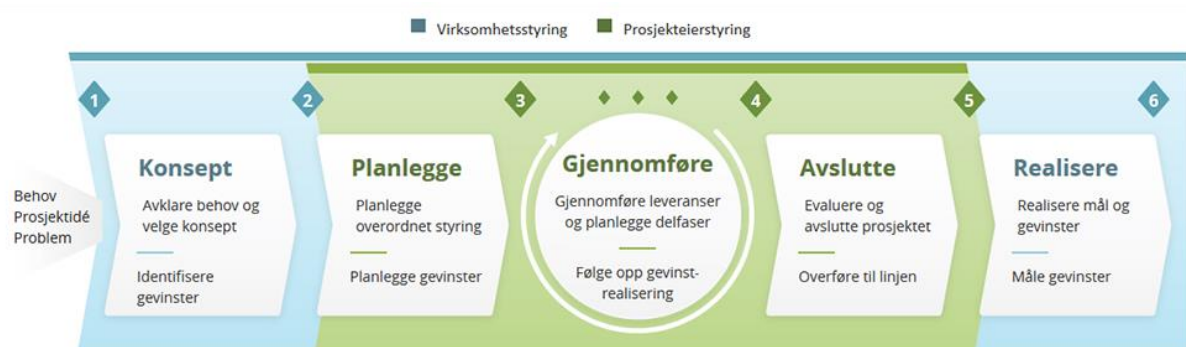 Virksomhetsstyring
Prosjekteierstyring
1
2
3
4
5
6
Behov
Prosjektidé
Problem
Konsept
Avklare behov og
velge konsept
Identifisere
gevinster
Planlegge
Planlegge
overordnet styring
Planlegge gevinster
Gjennomføre
Gjennomføre leveranser
og planlegge delfaser
Følge opp gevinst-
realisering
Avslutte
Evaluere og
avslutte prosjektet
Overføre til linjen
Realisere
Realisere mål og
gevinster
Måle gevinster